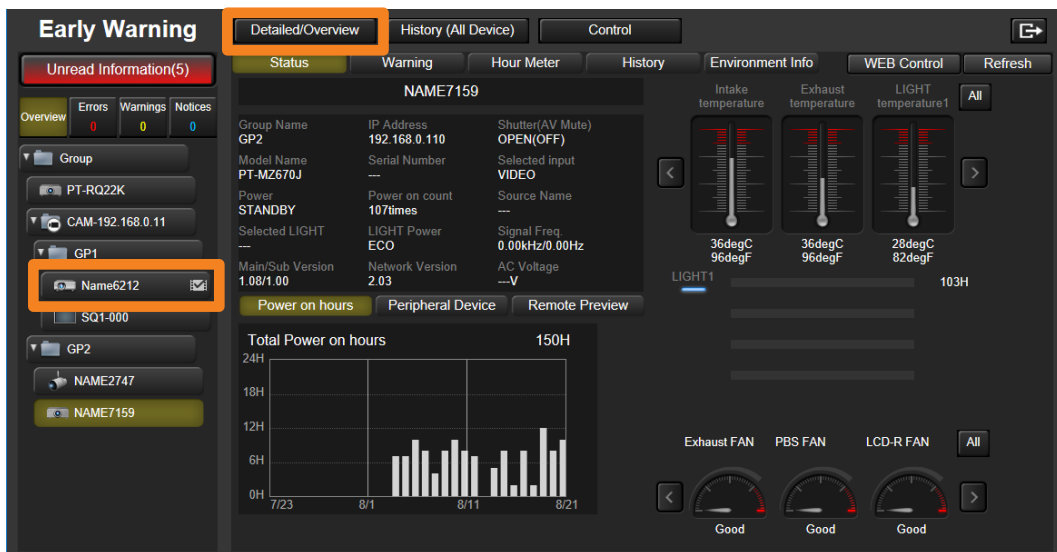 Early Warning
Detailed/Overview
History (All Device)
Control
Unread Information(5)
Status
Warning
Hour Meter
History
Environment Info
WEB Control
Refresh
Overview
Errors
0
Warnings
0
Notices
0
Group
PT-RQ22K
CAM-192.168.0.11
GP1
Name6212
SQ1-000
GP2
NAME2747
NAME7159
NAME7159
Group Name
GP2
IP Address
192.168.0.110
Shutter(AV Mute)
OPEN(OFF)
Model Name
PT-MZ670J
Serial Number
---
Selected input
VIDEO
Power
STANDBY
Power on count
107times
Source Name
---
Selected LIGHT
---
LIGHT Power
ECO
Signal Freq.
0.00kHz/0.00Hz
Main/Sub Version
1.08/1.00
Network Version
2.03
AC Voltage
---V
Power on hours
Peripheral Device
Remote Preview
Total Power on hours
150H
24H
18H
12H
6H
0H
7/23
8/1
8/11
8/21
Intake
temperature
Exhaust
temperature
LIGHT
temperature1
All
<
>
36degC
96degF
36degC
96degF
28degC
82degF
LIGHT1
103H
Exhaust FAN
PBS FAN
LCD-R FAN
All
<
>
Good
Good
Good